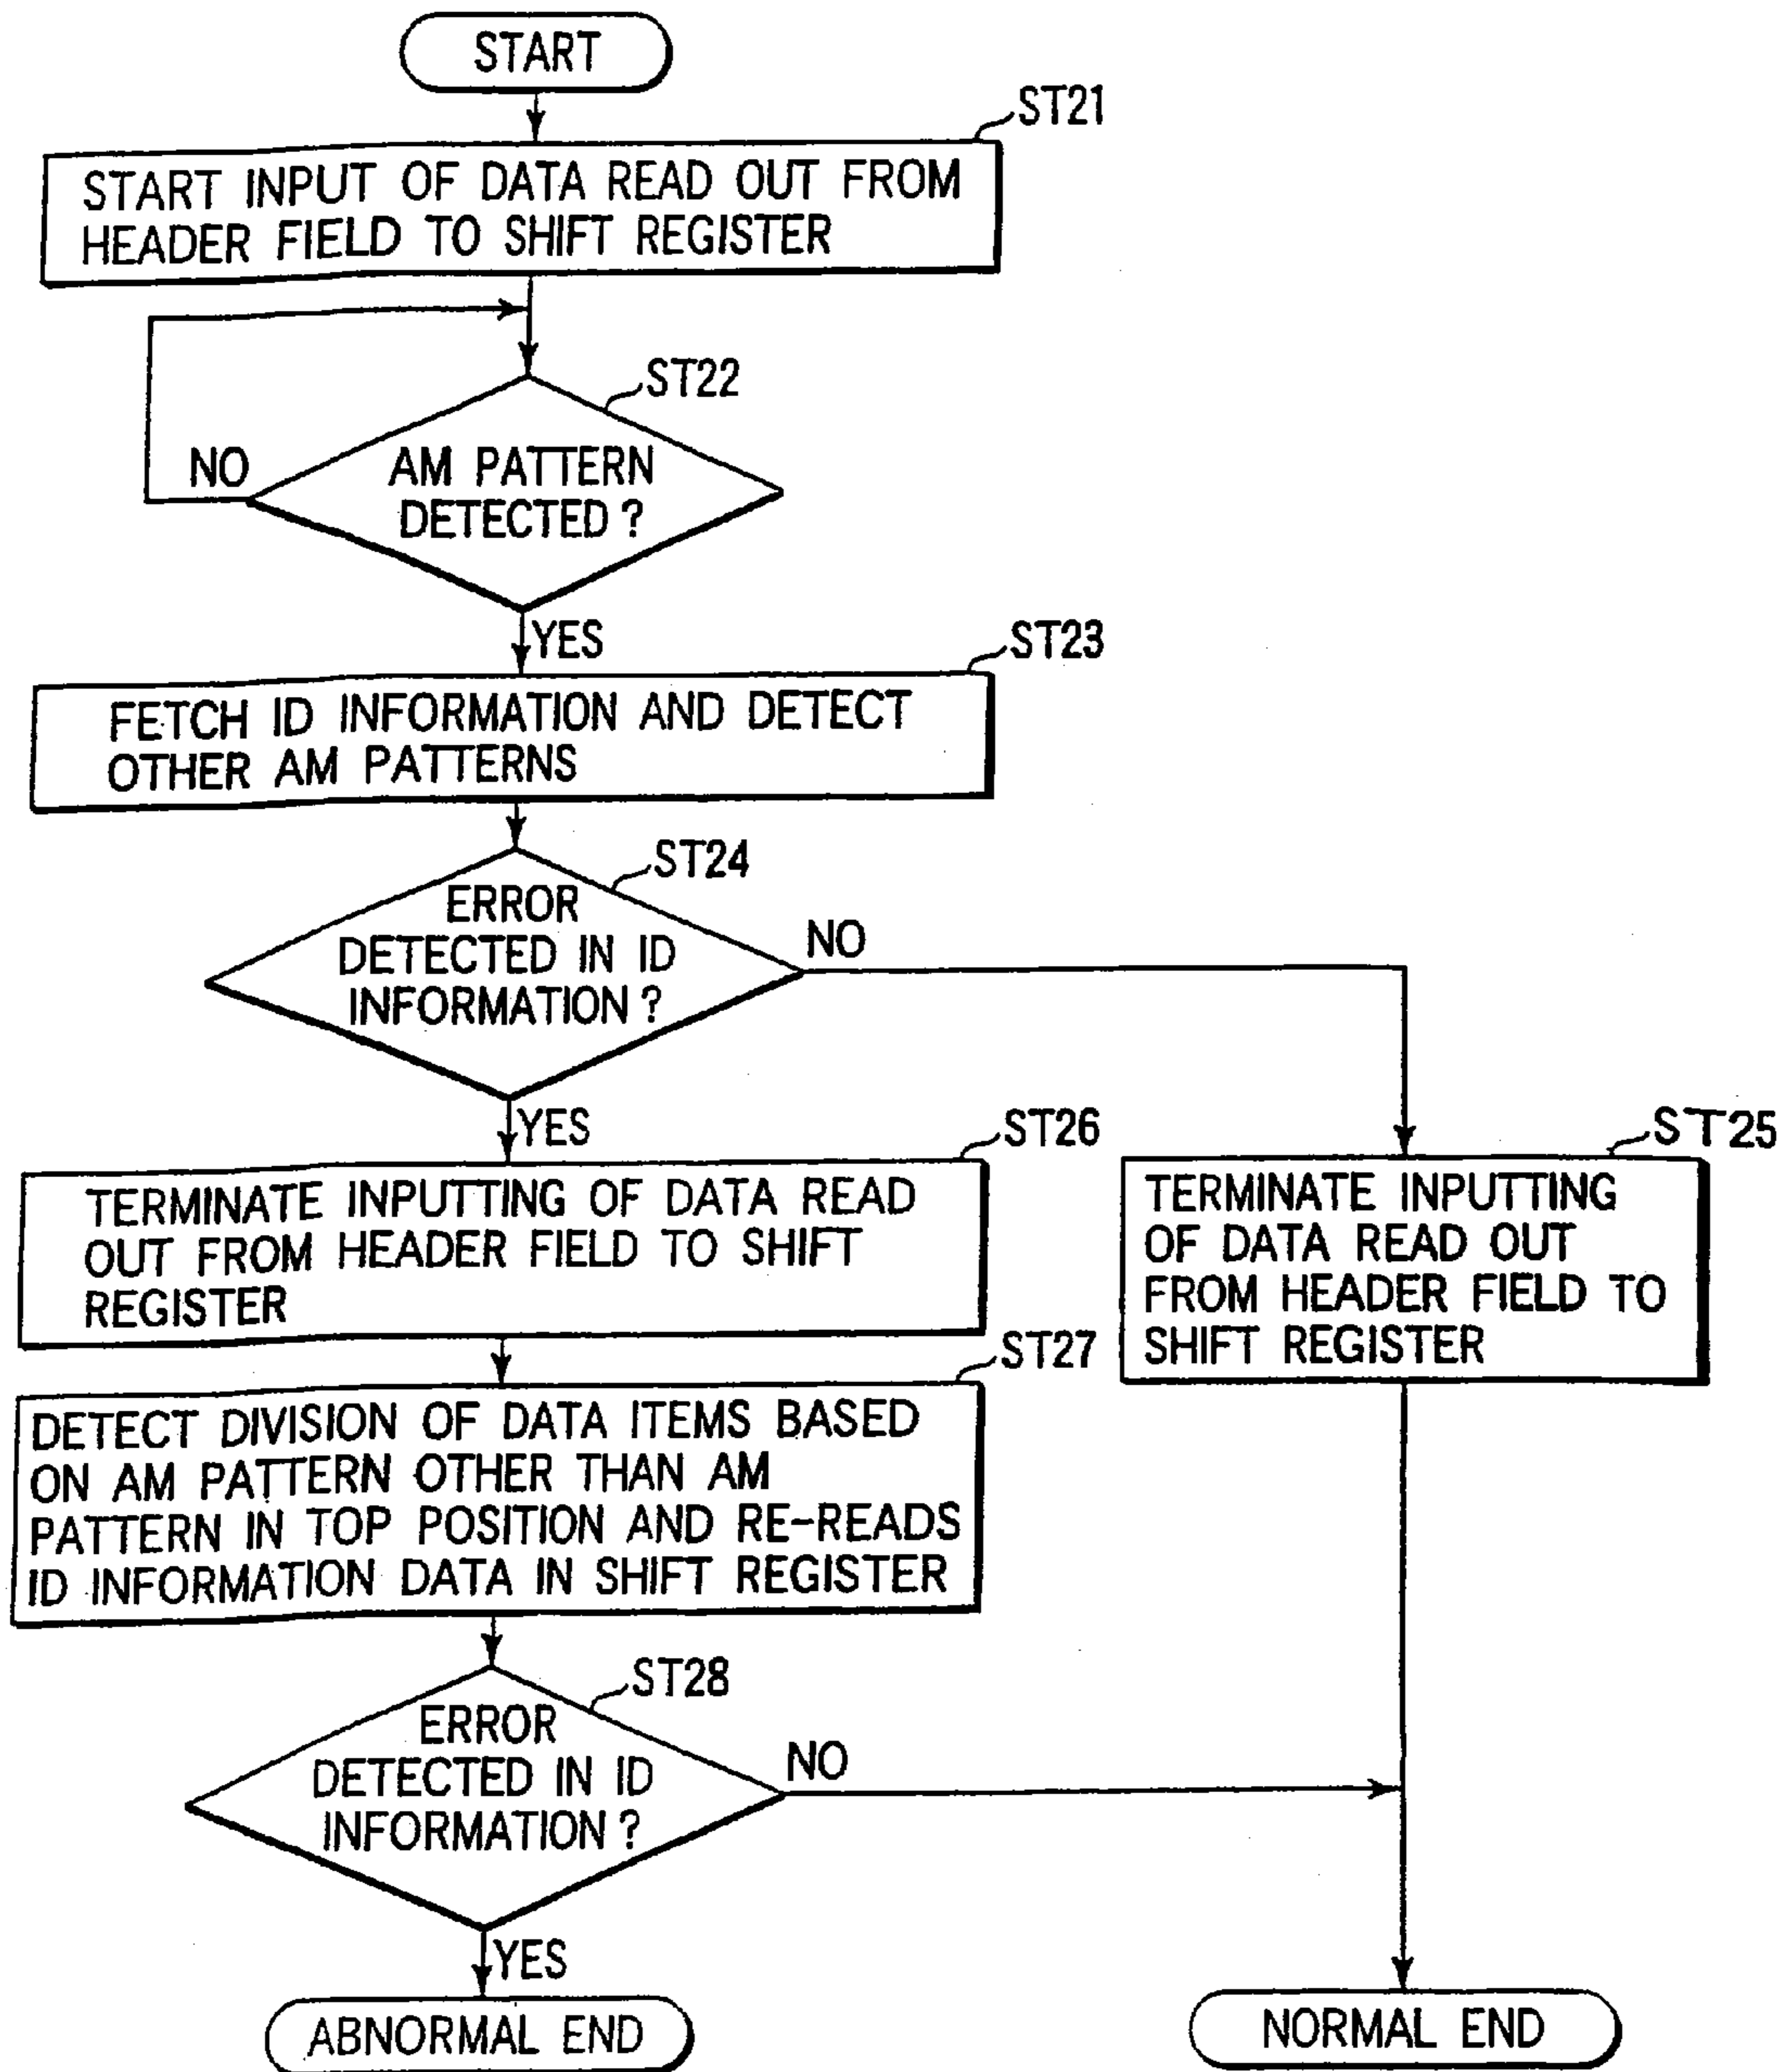 START
ST21
START INPUT OF DATA READ OUT FROM
HEADER FIELD TO SHIFT REGISTER
ST22
NO
AM PATTERN
DETECTED?
YES
ST23
FETCH ID INFORMATION AND DETECT
OTHER AM PATTERNS
ST24
ERROR
DETECTED IN ID
INFORMATION?
NO
YES
ST26
TERMINATE INPUTTING OF DATA READ
OUT FROM HEADER FIELD TO SHIFT
REGISTER
ST25
TERMINATE INPUTTING
OF DATA READ OUT
FROM HEADER FIELD TO
SHIFT REGISTER
ST27
DETECT DIVISION OF DATA ITEMS BASED
ON AM PATTERN OTHER THAN AM
PATTERN IN TOP POSITION AND RE-READS
ID INFORMATION DATA IN SHIFT REGISTER
ST28
ERROR
DETECTED IN ID
INFORMATION?
NO
YES
ABNORMAL END
NORMAL END